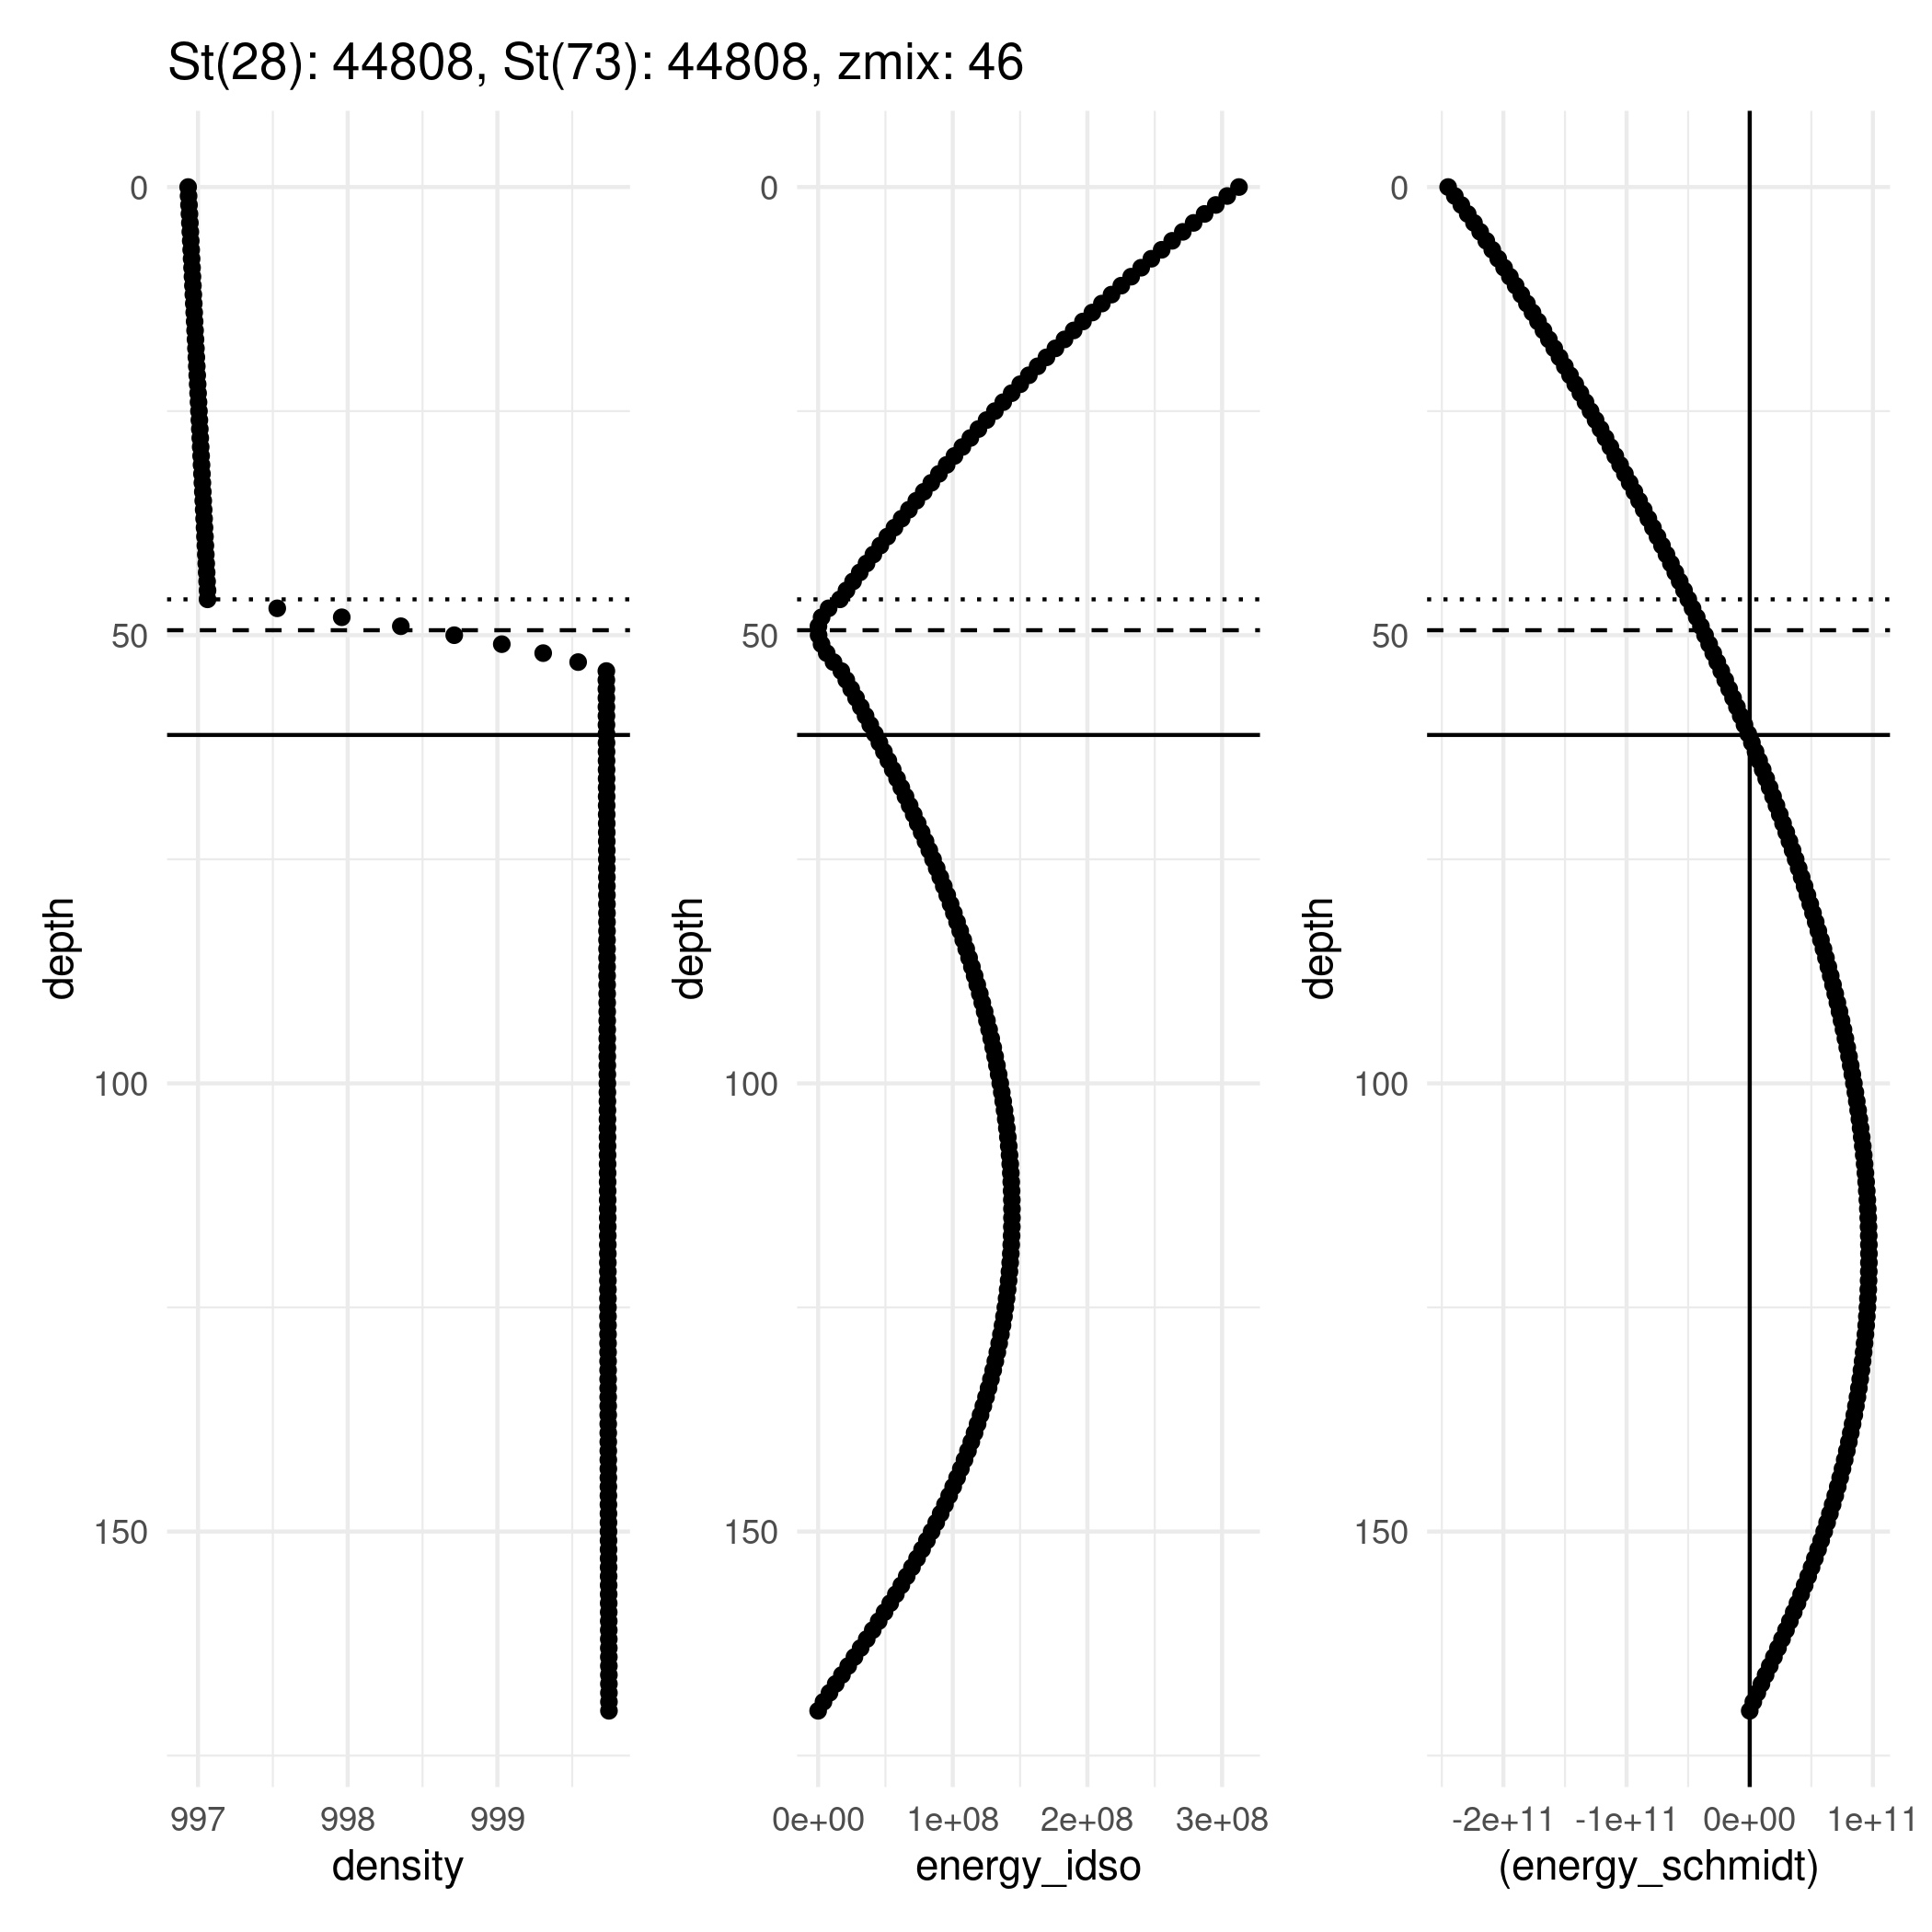 St(28): 44808, St(73): 44808, zmix: 46
0
50
100
150
depth
997 998 999
density
0
50
100
150
depth
0e+00 1e+08 2e+08 3e+08
energy_idso
0
50
100
150
depth
-2e+11 -1e+11 0e+00 1e+11
(energy_schmidt)